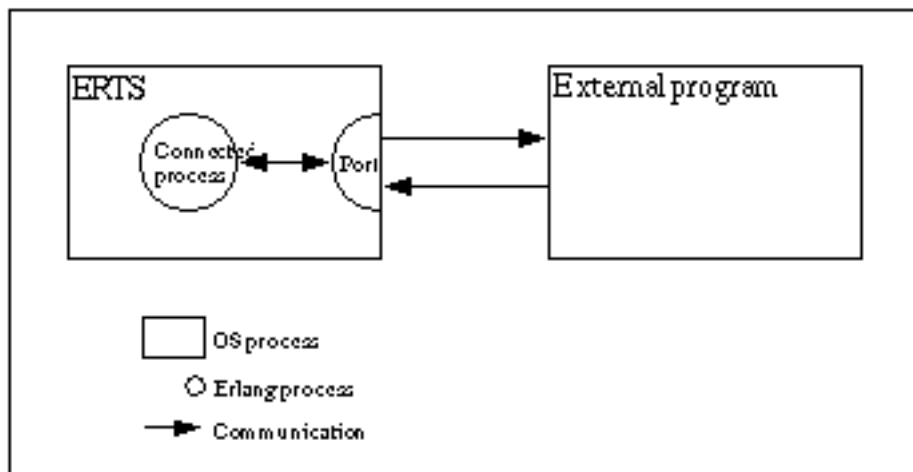 ERTS
External program
Connected
process
Port
OS process
Erlang process
Communication